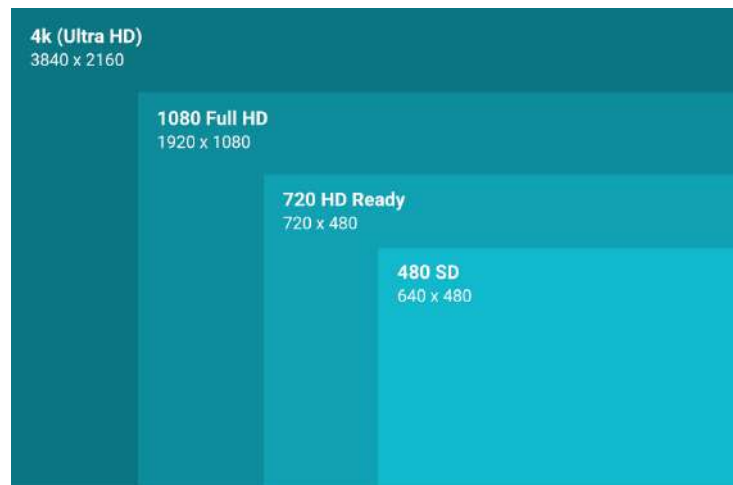 4k (Ultra HD)
3840 x 2160
1080 Full HD
1920 x 1080
720 HD Ready
720 x 480
480 SD
640 x 480